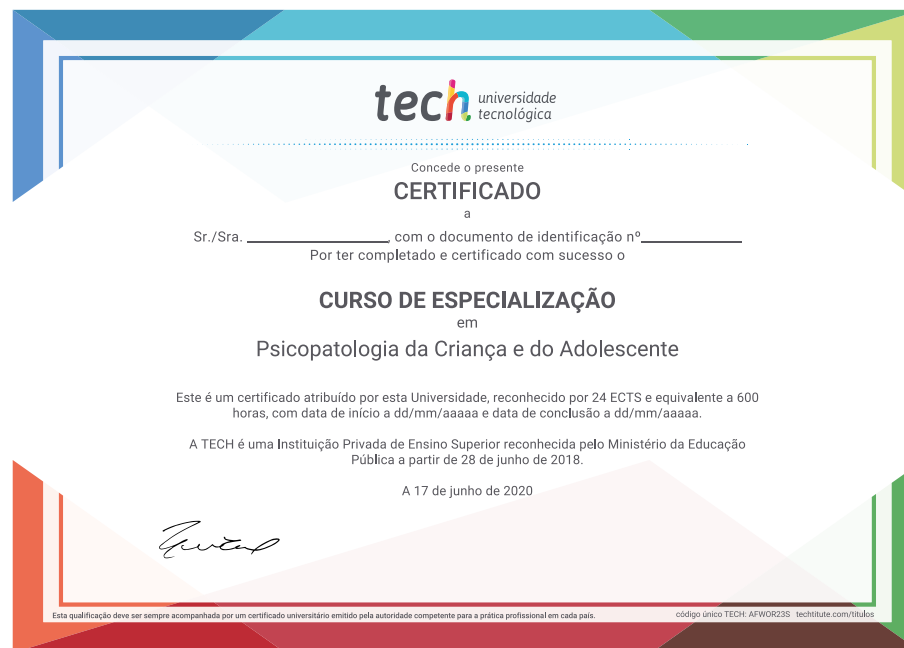 tech universidade
tecnológica
Concede o presente
CERTIFICADO
a
Sr./Sra. ____________, com o documento de identificação nº____________
Por ter completado e certificado com sucesso o
CURSO DE ESPECIALIZAÇÃO
em
Psicopatologia da Criança e do Adolescente
Este é um certificado atribuído por esta Universidade, reconhecido por 24 ECTS e equivalente a 600
horas, com data de início a dd/mm/aaaaa e data de conclusão a dd/mm/aaaaa.
A TECH é uma Instituição Privada de Ensino Superior reconhecida pelo Ministério da Educação
Pública a partir de 28 de junho de 2018.
A 17 de junho de 2020
Esta qualificação deve ser sempre acompanhada por um certificado universitário emitido pela autoridade competente para a prática profissional em cada país.
código único TECH: AFWOR23S techtitute.com/titulos